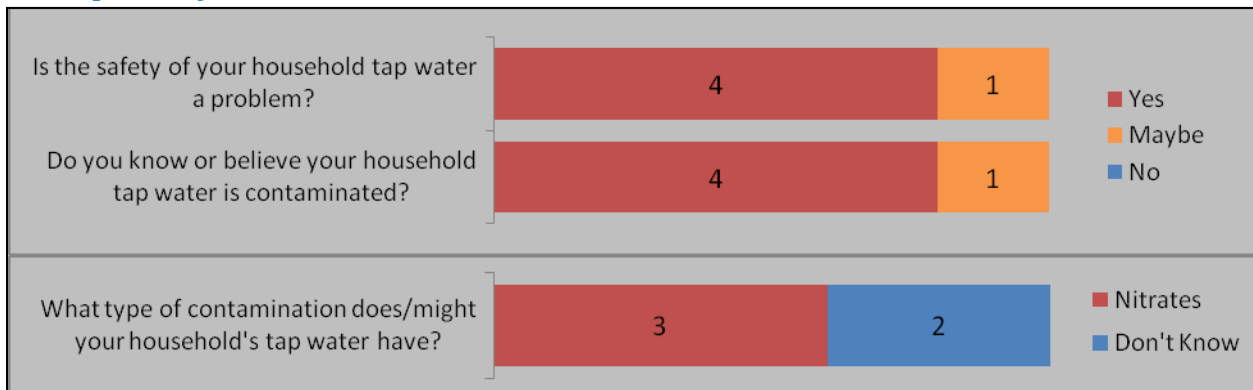 Is the safety of your household tap water
a problem?
4
1
Do you know or believe your household
tap water is contaminated?
4
1
Yes
Maybe
No
What type of contamination does/might
your household's tap water have?
3
2
Nitrates
Don't Know